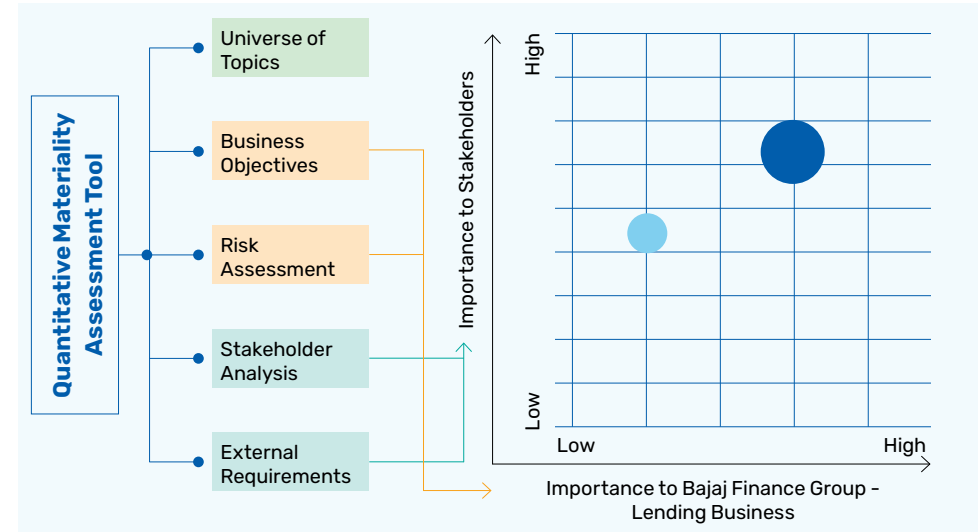 Quantitative Materiality
Assessment Tool
Universe of
Topics
Business
Objectives
Risk
Assessment
Stakeholder
Analysis
External
Requirements
Importance to Stakeholders
High
Low
Low
High
Importance to Bajaj Finance Group -
Lending Business